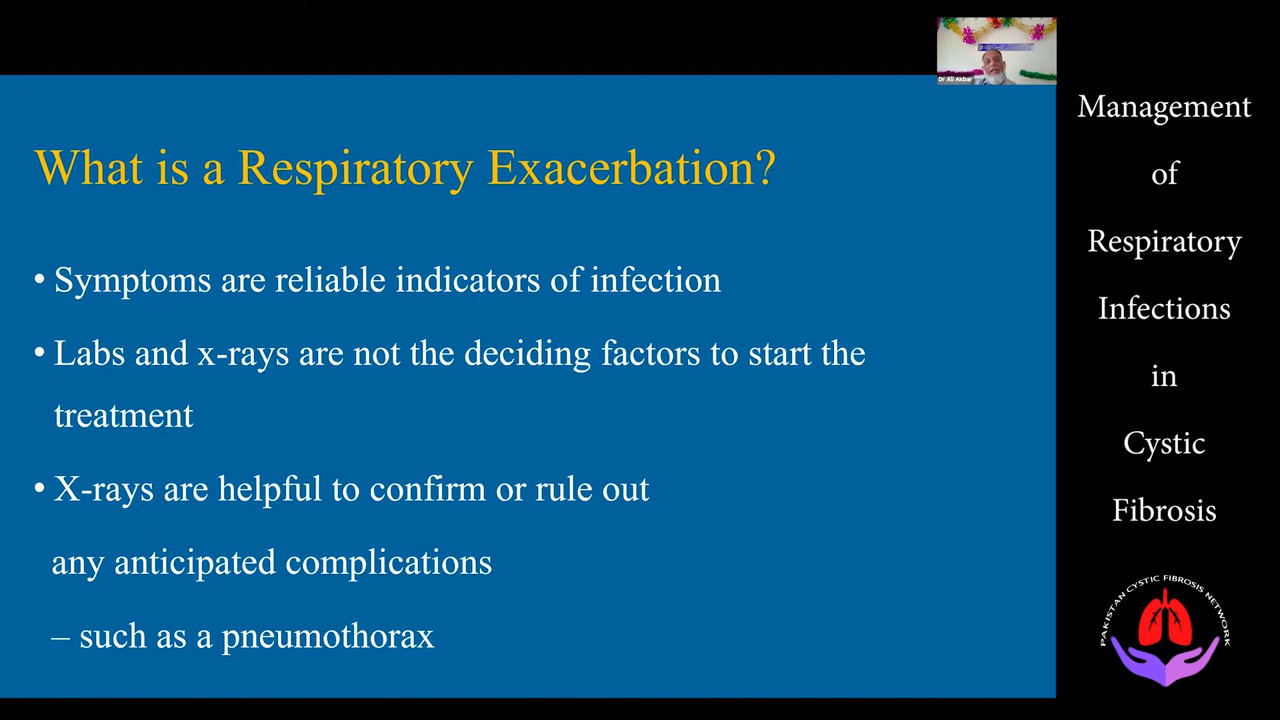 Dr Ali Akbar
What is a Respiratory Exacerbation?
• Symptoms are reliable indicators of infection
• Labs and x-rays are not the deciding factors to start the
treatment
• X-rays are helpful to confirm or rule out
any anticipated complications
– such as a pneumothorax
Management
of
Respiratory
Infections
in
Cystic
Fibrosis
PAKISTAN CYSTIC FIBROSIS NETWORK